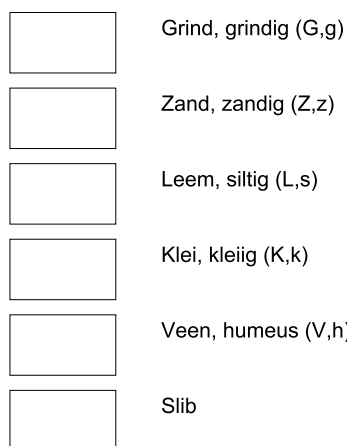 Grind, grindig (G,g)
Zand, zandig (Z,z)
Leem, siltig (L,s)
Klei, kleiig (K,k)
Veen, humeus (V,h)
Slib